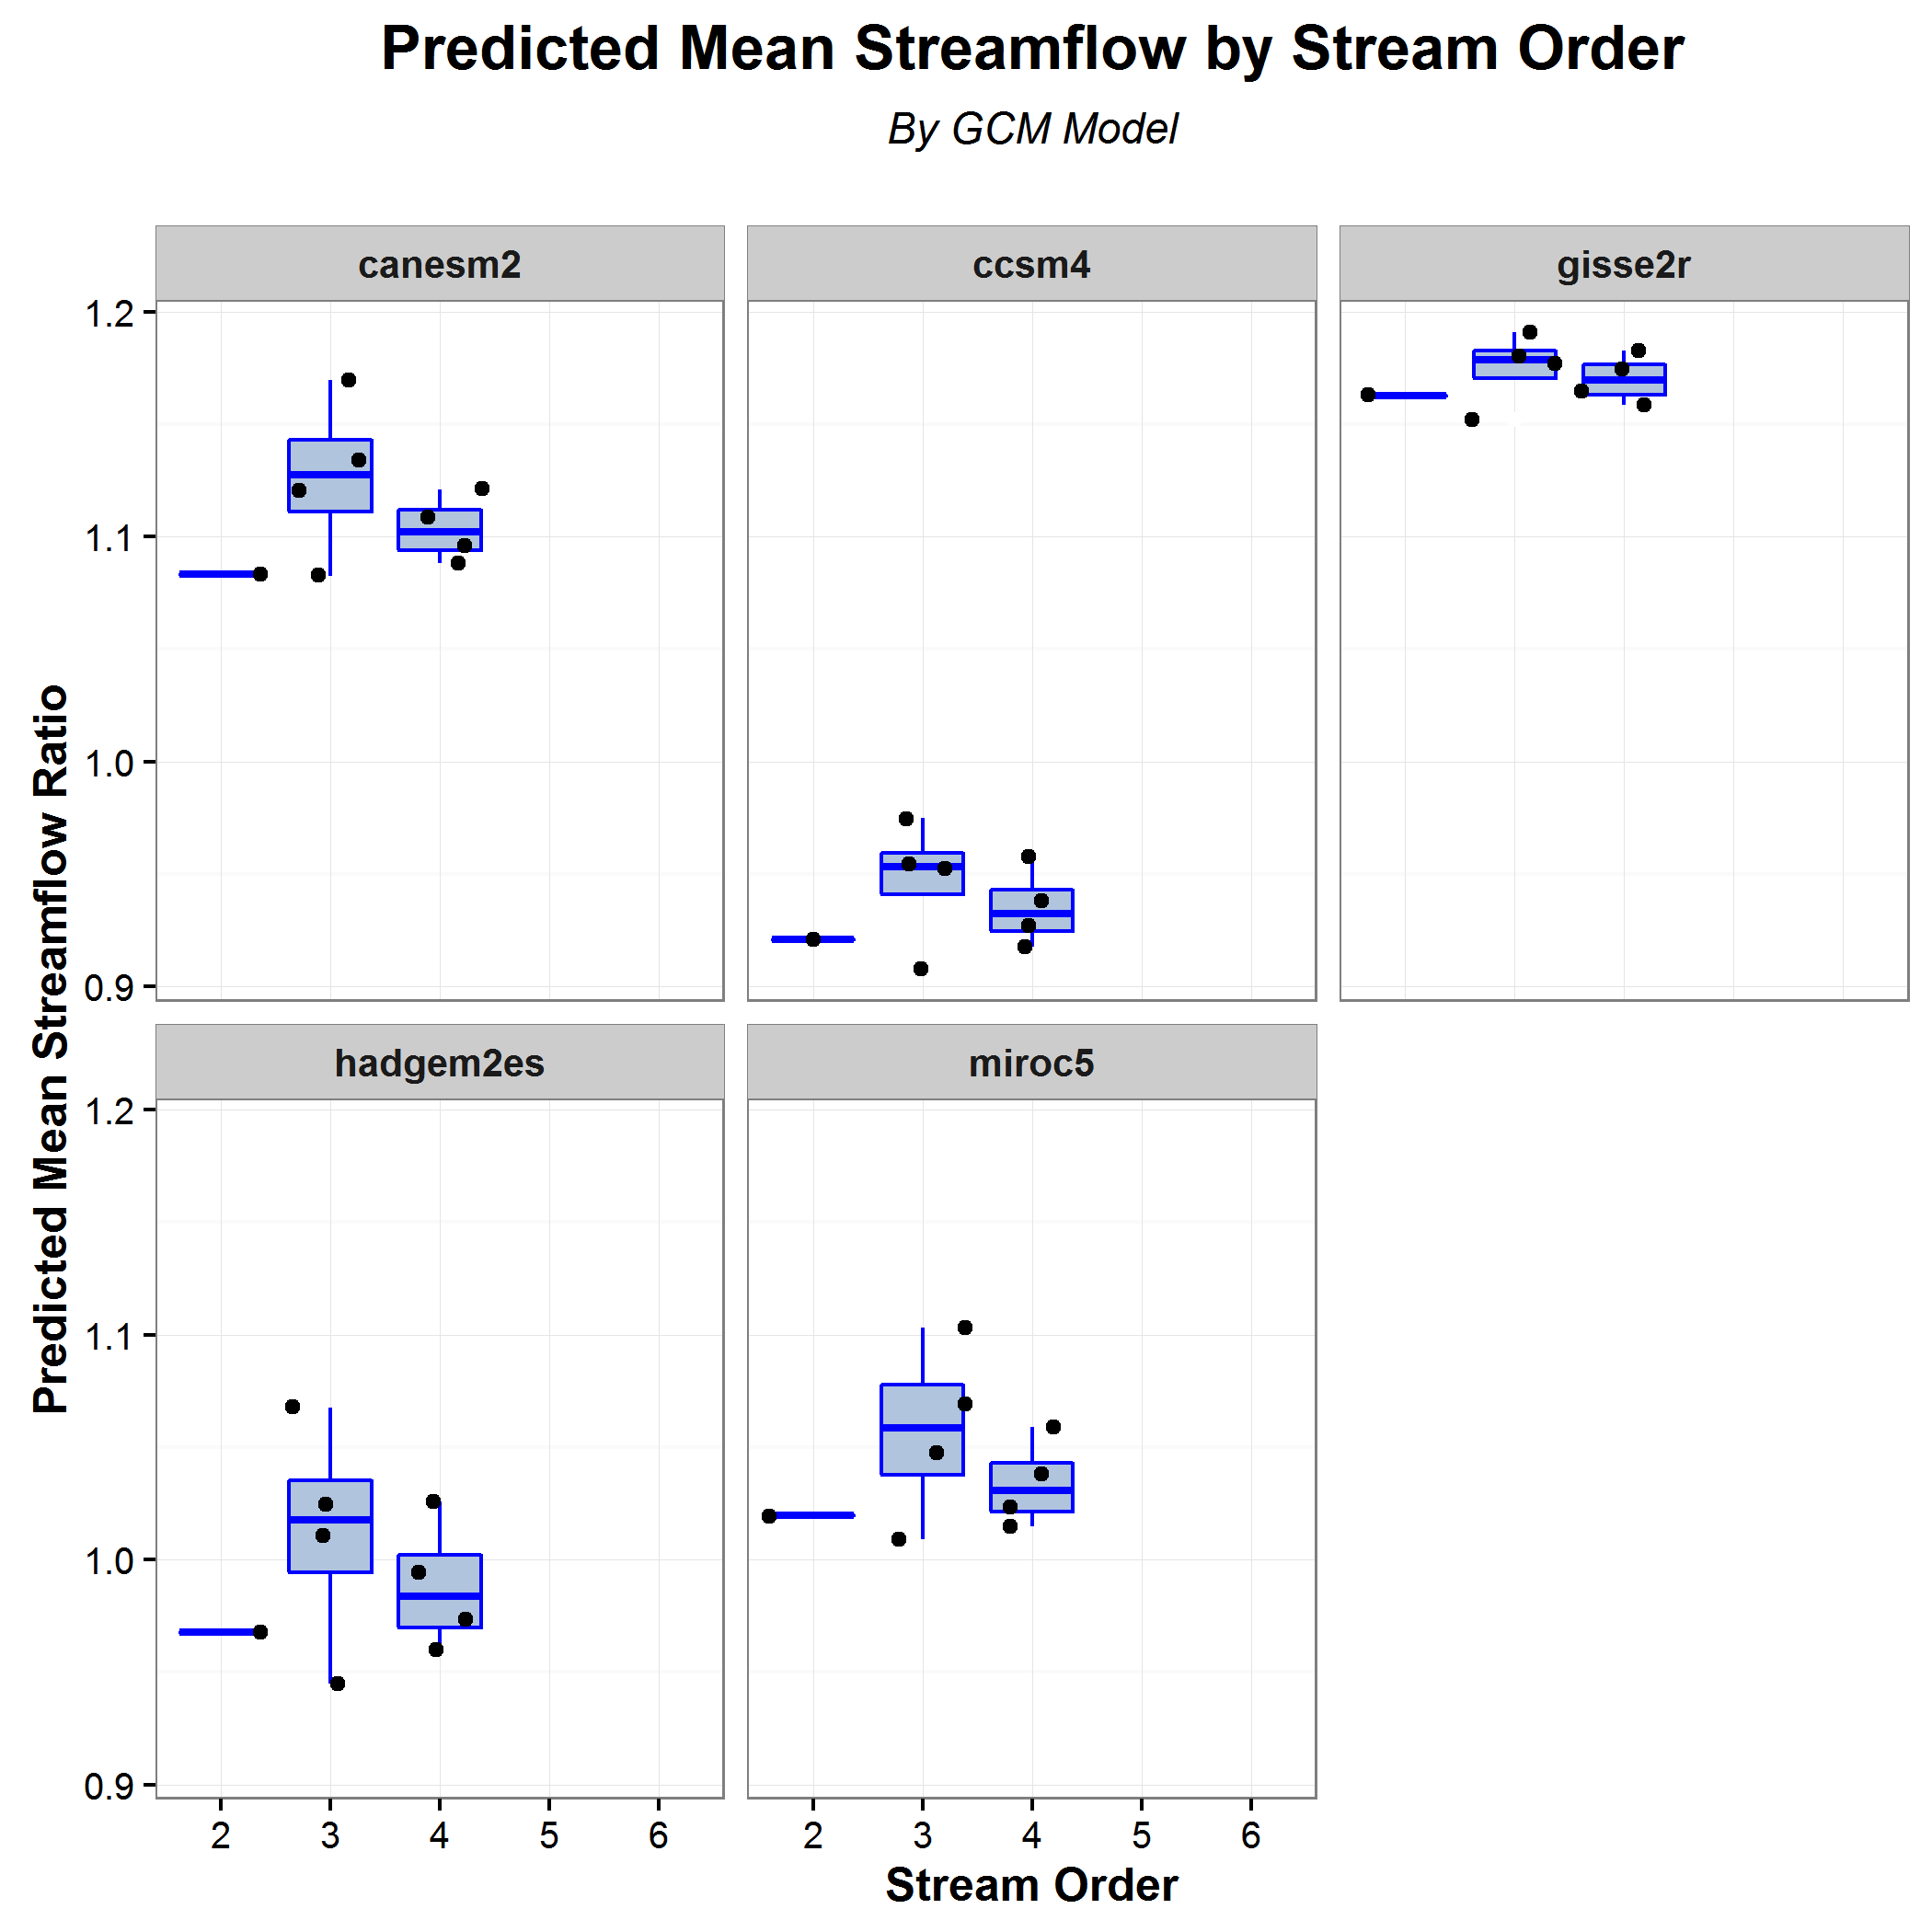 Predicted Mean Streamflow by Stream Order
By GCM Model
canesm2
ccsm4
gisse2r
1.2
1.1
1.0
0.9
hadgem2es
miroc5
1.2
1.1
1.0
0.9
2 3 4 5 6
2 3 4 5 6
Stream Order
Predicted Mean Streamflow Ratio